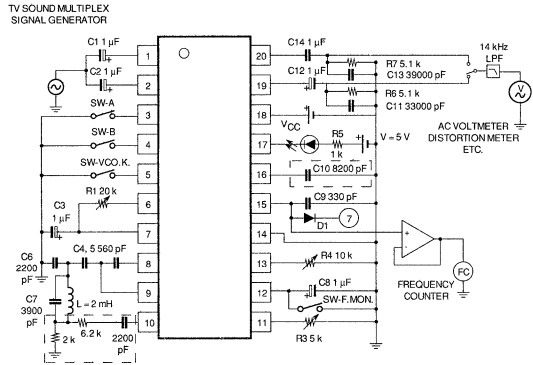 TV SOUND MULTIPLEX
SIGNAL GENERATOR
C1 1 µF
C2 1 µF
SW-A
SW-B
SW-VCO.K.
R1 20 k
C3
1 µF
C6
2200
pF
C4, 5 560 pF
C7
3900
pF
L = 2 mH
6.2 k
2 k
2200
pF
1
2
3
4
5
6
7
8
9
10
20
19
18
17
16
15
14
13
12
11
C14 1 µF
R7 5.1 k
C13 39000 pF
C12 1 µF
R6 5.1 k
C11 33000 pF
VCC
R5
1 k
V = 5 V
C10 8200 pF
C9 330 pF
D1
7
R4 10 k
C8 1 µF
SW-F.MON.
R3 5 k
14 kHz
LPF
V
AC VOLTMETER
DISTORTION METER
ETC.
+
-
FC
FREQUENCY
COUNTER